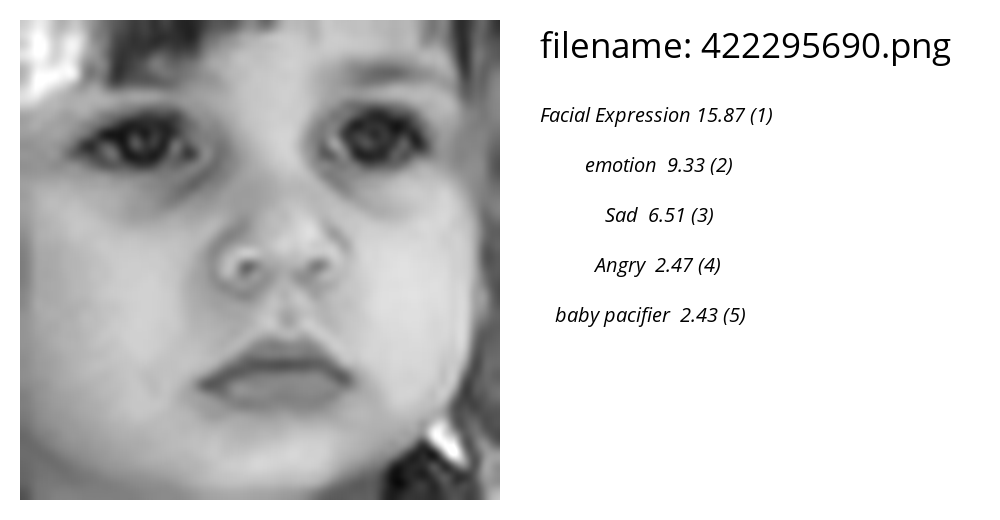 filename: 422295690.png
Facial Expression 15.87 (1)
emotion 9.33 (2)
Sad 6.51 (3)
Angry 2.47 (4)
baby pacifier 2.43 (5)